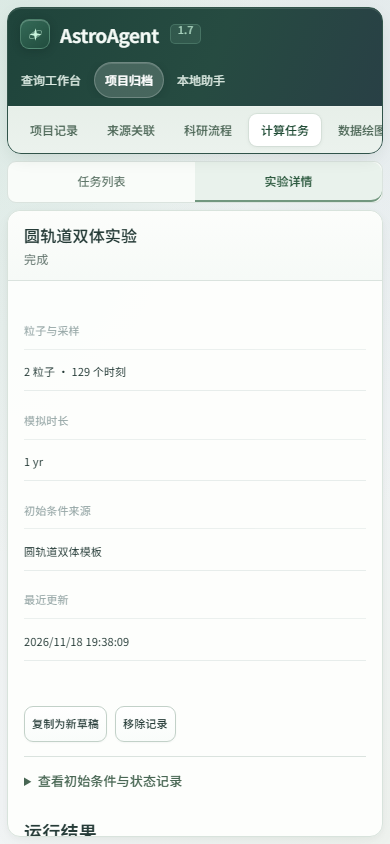 AstroAgent 1.7
查询工作台 项目归档 本地助手
项目记录 来源关联 科研流程 计算任务 数据绘图
任务列表 实验详情
圆轨道双体实验
完成
粒子与采样
2 粒子 · 129 个时刻
模拟时长
1 yr
初始条件来源
圆轨道双体模板
最近更新
2026/11/18 19:38:09
复制为新草稿 移除记录
查看初始条件与状态记录
运行结果